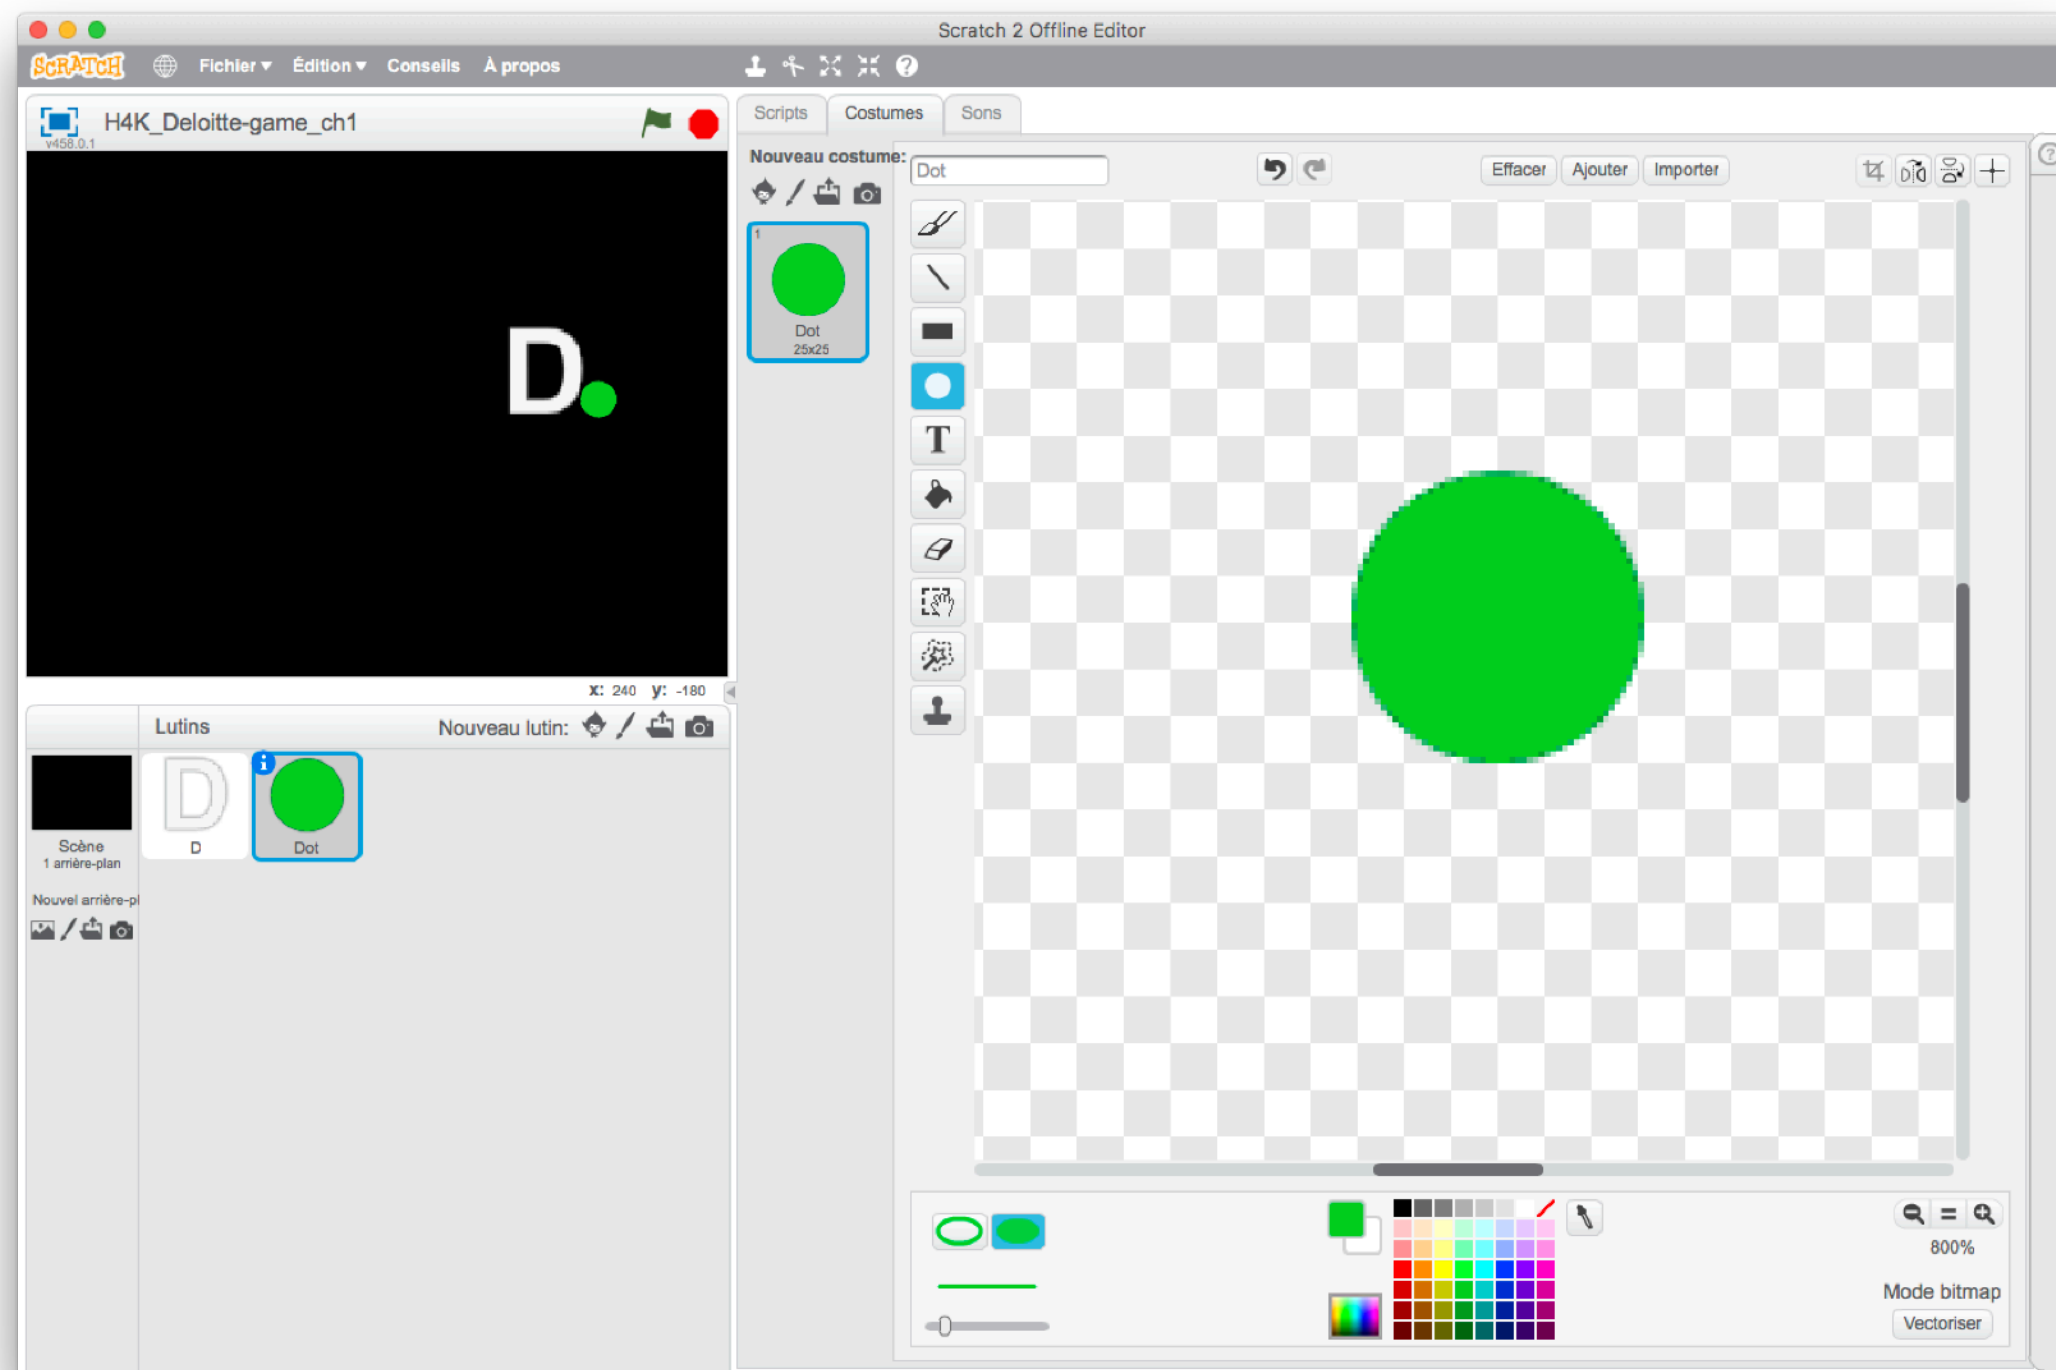 Scratch 2 Offline Editor
SCRATCH Fichier Édition Conseils À propos
H4K_Deloitte-game_ch1
v458.0.1
Scripts Costumes Sons
Nouveau costume:
Dot
Effacer Ajouter Importer
1
Dot
25x25
D
T
x: 240 y: -180
Lutins Nouveau lutin:
D
Scène
1 arrière-plan
D
Dot
Nouvel arrière-pl
800%
Mode bitmap
Vectoriser